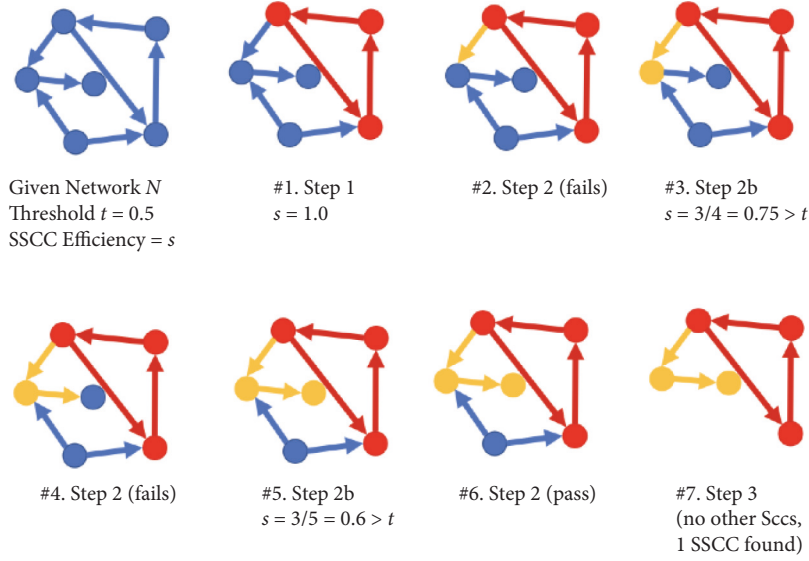 Given Network N
Threshold t = 0.5
SSCC Efficiency = s
#1. Step 1
s = 1.0
#2. Step 2 (fails)
#3. Step 2b
s = 3/4 = 0.75 > t
#4. Step 2 (fails)
#5. Step 2b
s = 3/5 = 0.6 > t
#6. Step 2 (pass)
#7. Step 3
(no other Sccs,
1 SSCC found)